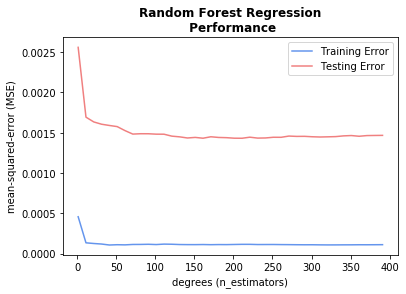 Random Forest Regression
Performance
Training Error
Testing Error
mean-squared-error (MSE)
0.0025
0.0020
0.0015
0.0010
0.0005
0.0000
0 50 100 150 200 250 300 350 400
degrees (n_estimators)